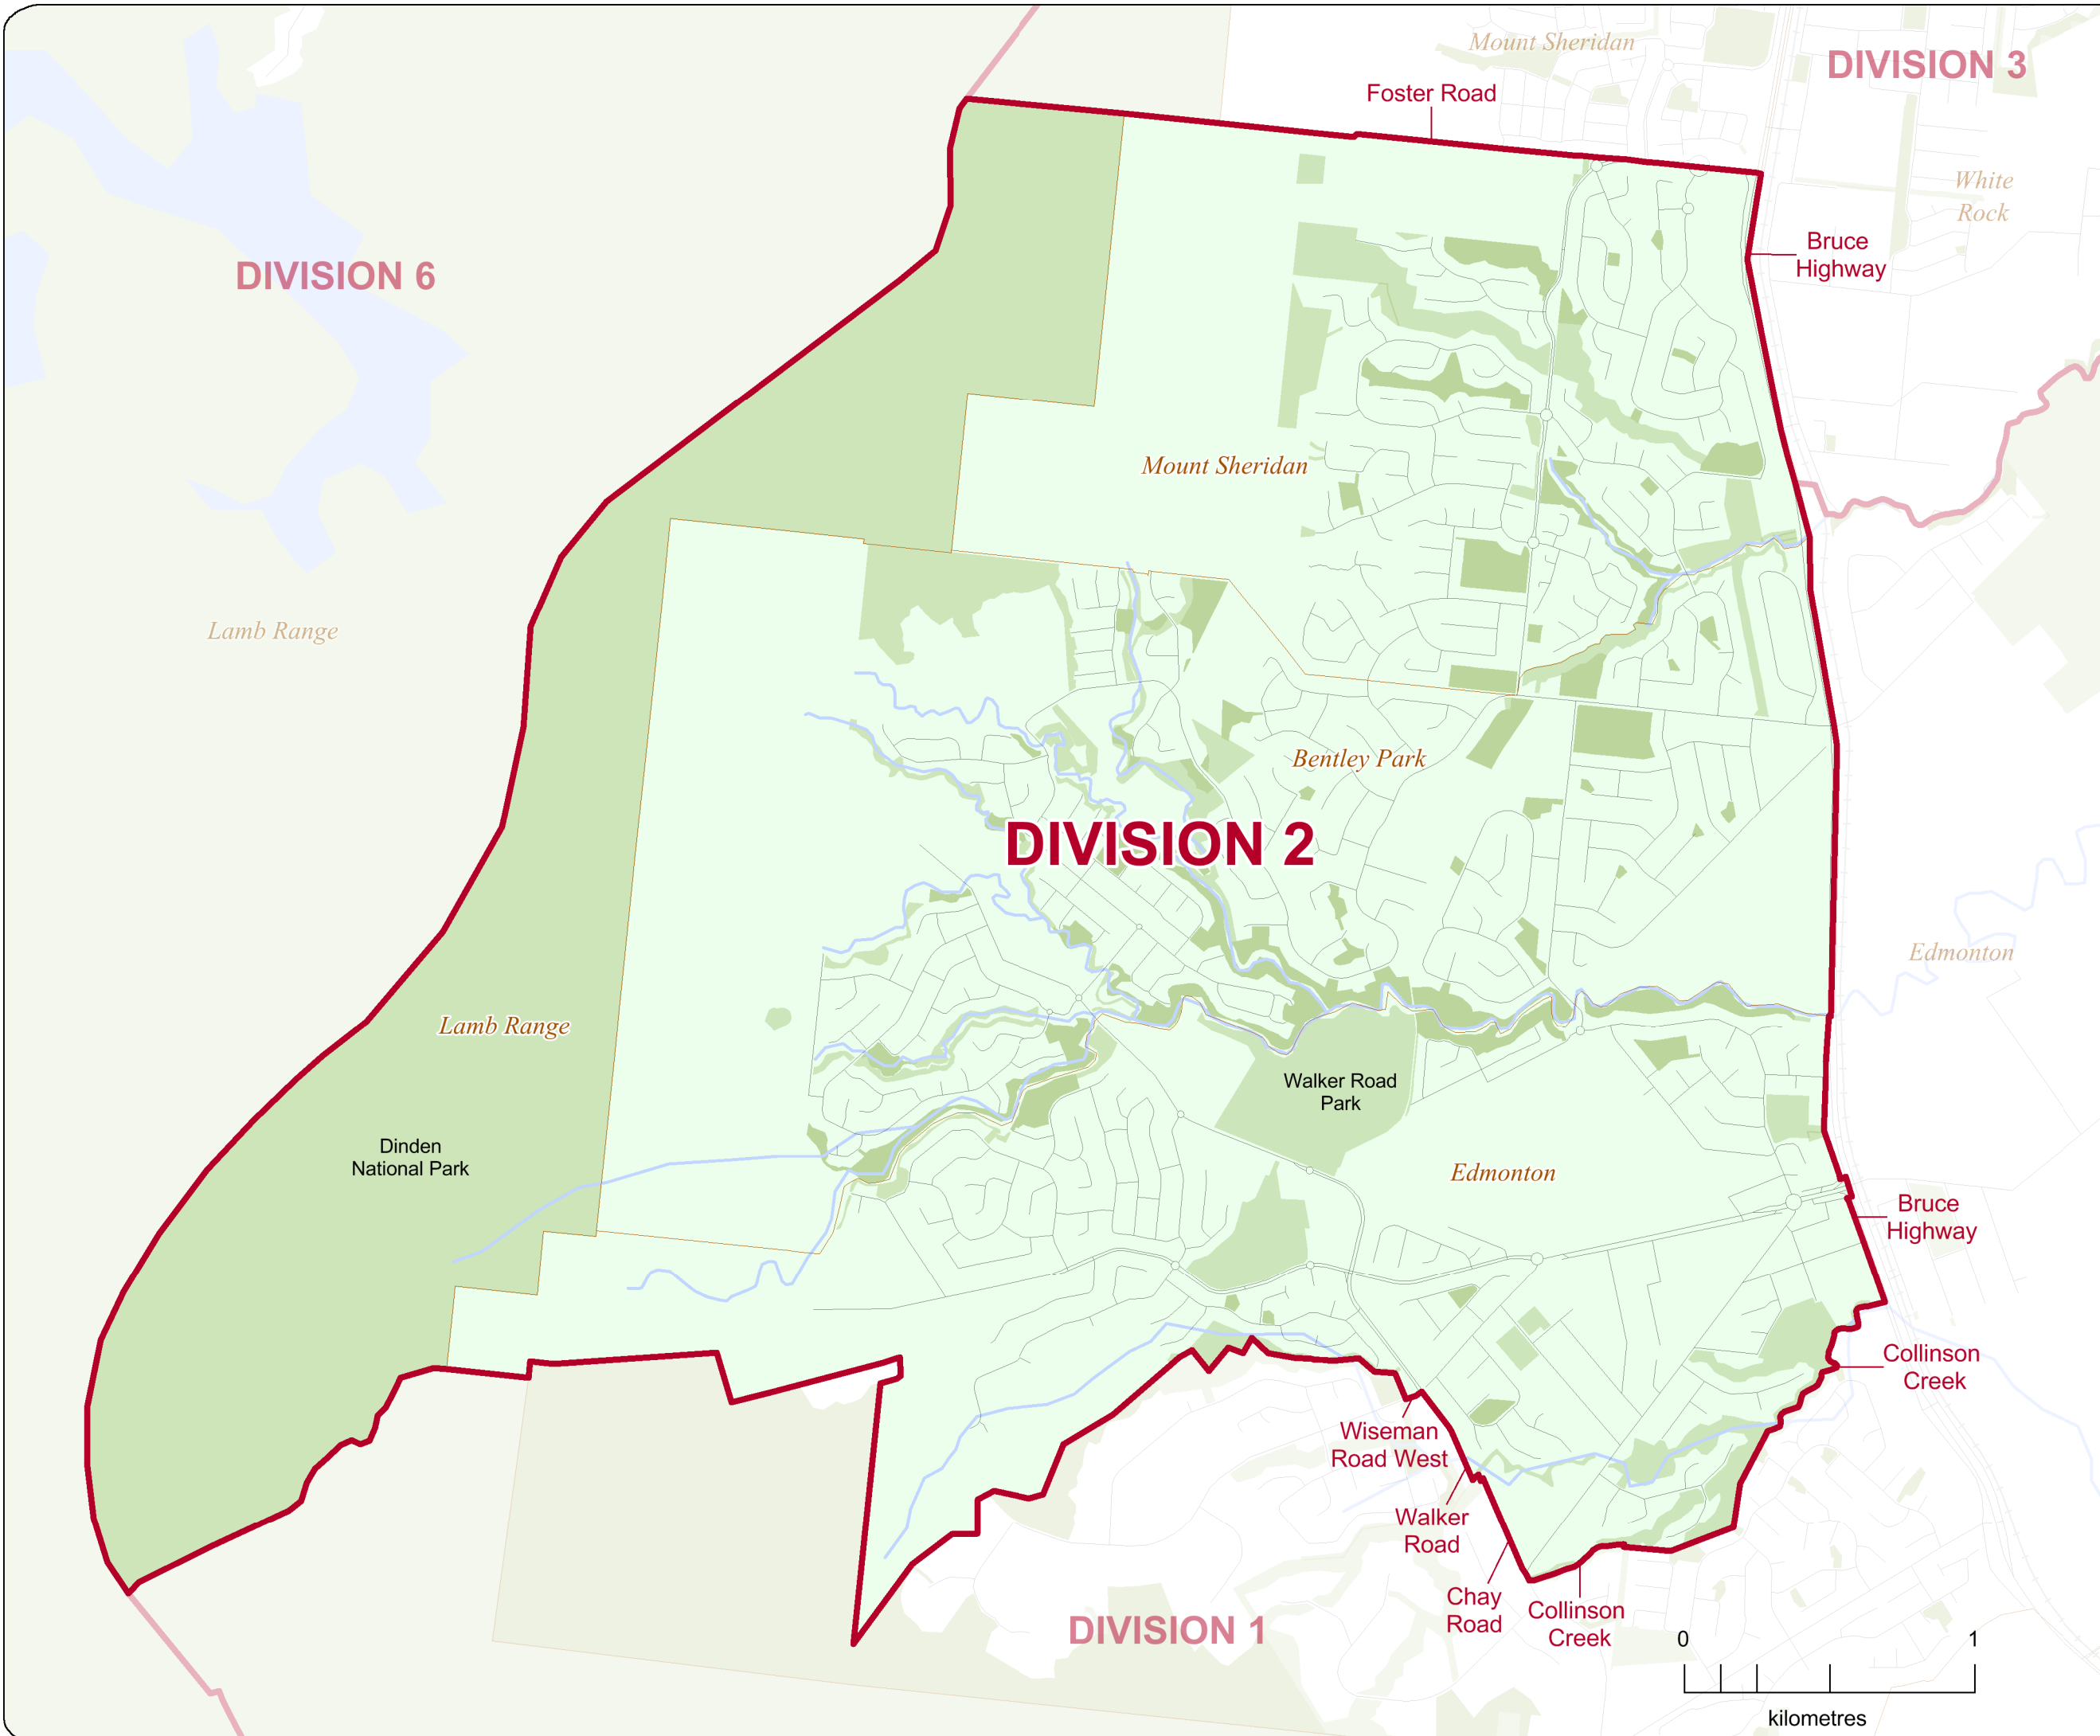 Mount Sheridan
DIVISION 3
Foster Road
White
Rock
Bruce
Highway
DIVISION 6
Mount Sheridan
Lamb Range
Bentley Park
DIVISION 2
Edmonton
Lamb Range
Walker Road
Park
Dinden
National Park
Edmonton
Bruce
Highway
Collinson
Creek
Wiseman
Road West
Walker
Road
Chay
Road
Collinson
Creek
DIVISION 1
0
1
kilometres